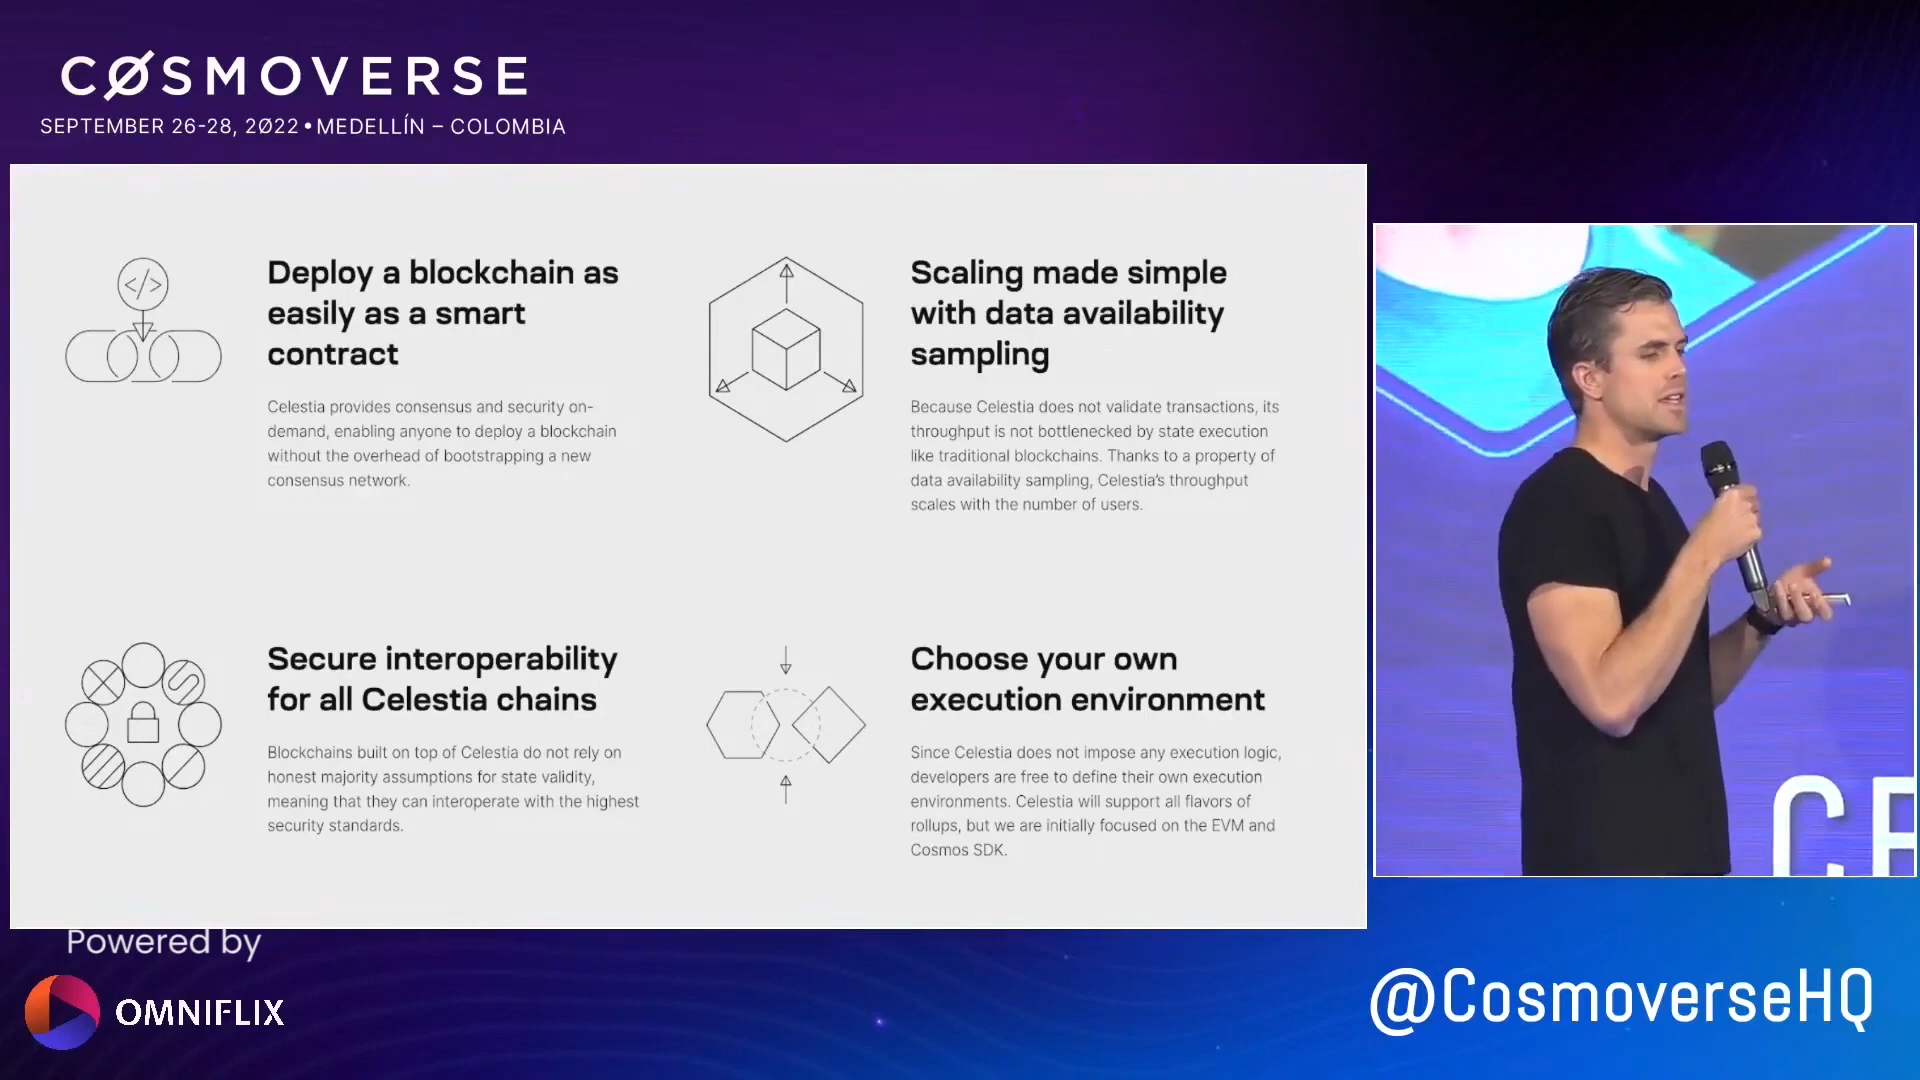 CØSMOVERSE
SEPTEMBER 26-28, 2Ø22 • MEDELLÍN – COLOMBIA
</>
Deploy a blockchain as
easily as a smart
contract
Celestia provides consensus and security on-
demand, enabling anyone to deploy a blockchain
without the overhead of bootstrapping a new
consensus network.
Scaling made simple
with data availability
sampling
Because Celestia does not validate transactions, its
throughput is not bottlenecked by state execution
like traditional blockchains. Thanks to a property of
data availability sampling, Celestia’s throughput
scales with the number of users.
Secure interoperability
for all Celestia chains
Blockchains built on top of Celestia do not rely on
honest majority assumptions for state validity,
meaning that they can interoperate with the highest
security standards.
Choose your own
execution environment
Since Celestia does not impose any execution logic,
developers are free to define their own execution
environments. Celestia will support all flavors of
rollups, but we are initially focused on the EVM and
Cosmos SDK.
CE
Powered by
OMNIFLIX
@CosmoverseHQ